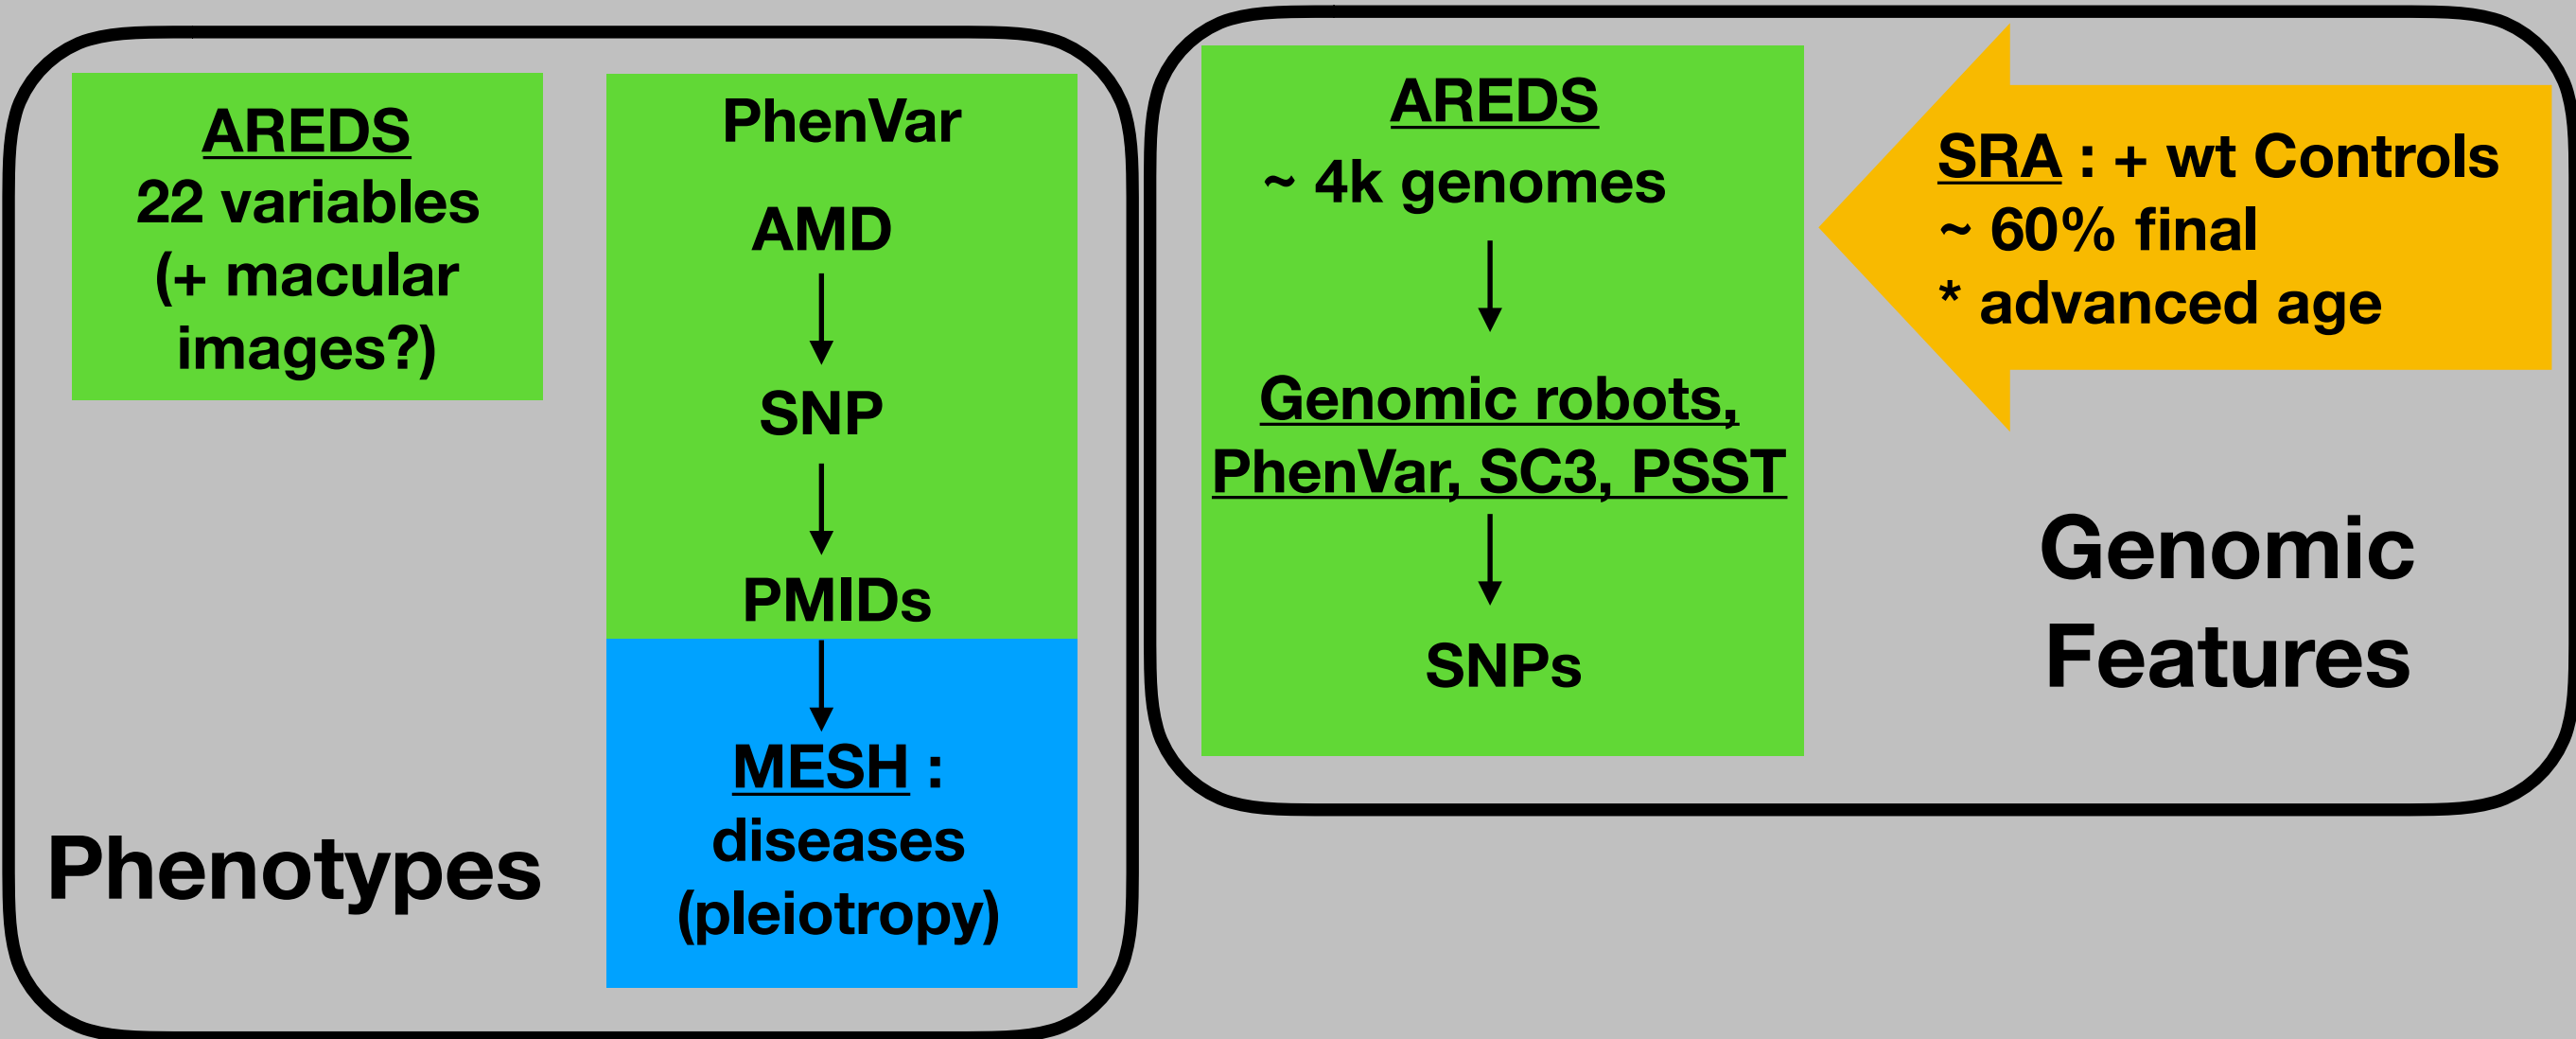 AREDS
22 variables
(+ macular
images?)
PhenVar
AMD
SNP
PMIDs
MESH :
diseases
(pleiotropy)
Phenotypes
AREDS
~ 4k genomes
Genomic robots,
PhenVar, SC3, PSST
SNPs
SRA : + wt Controls
~ 60% final
* advanced age
Genomic
Features